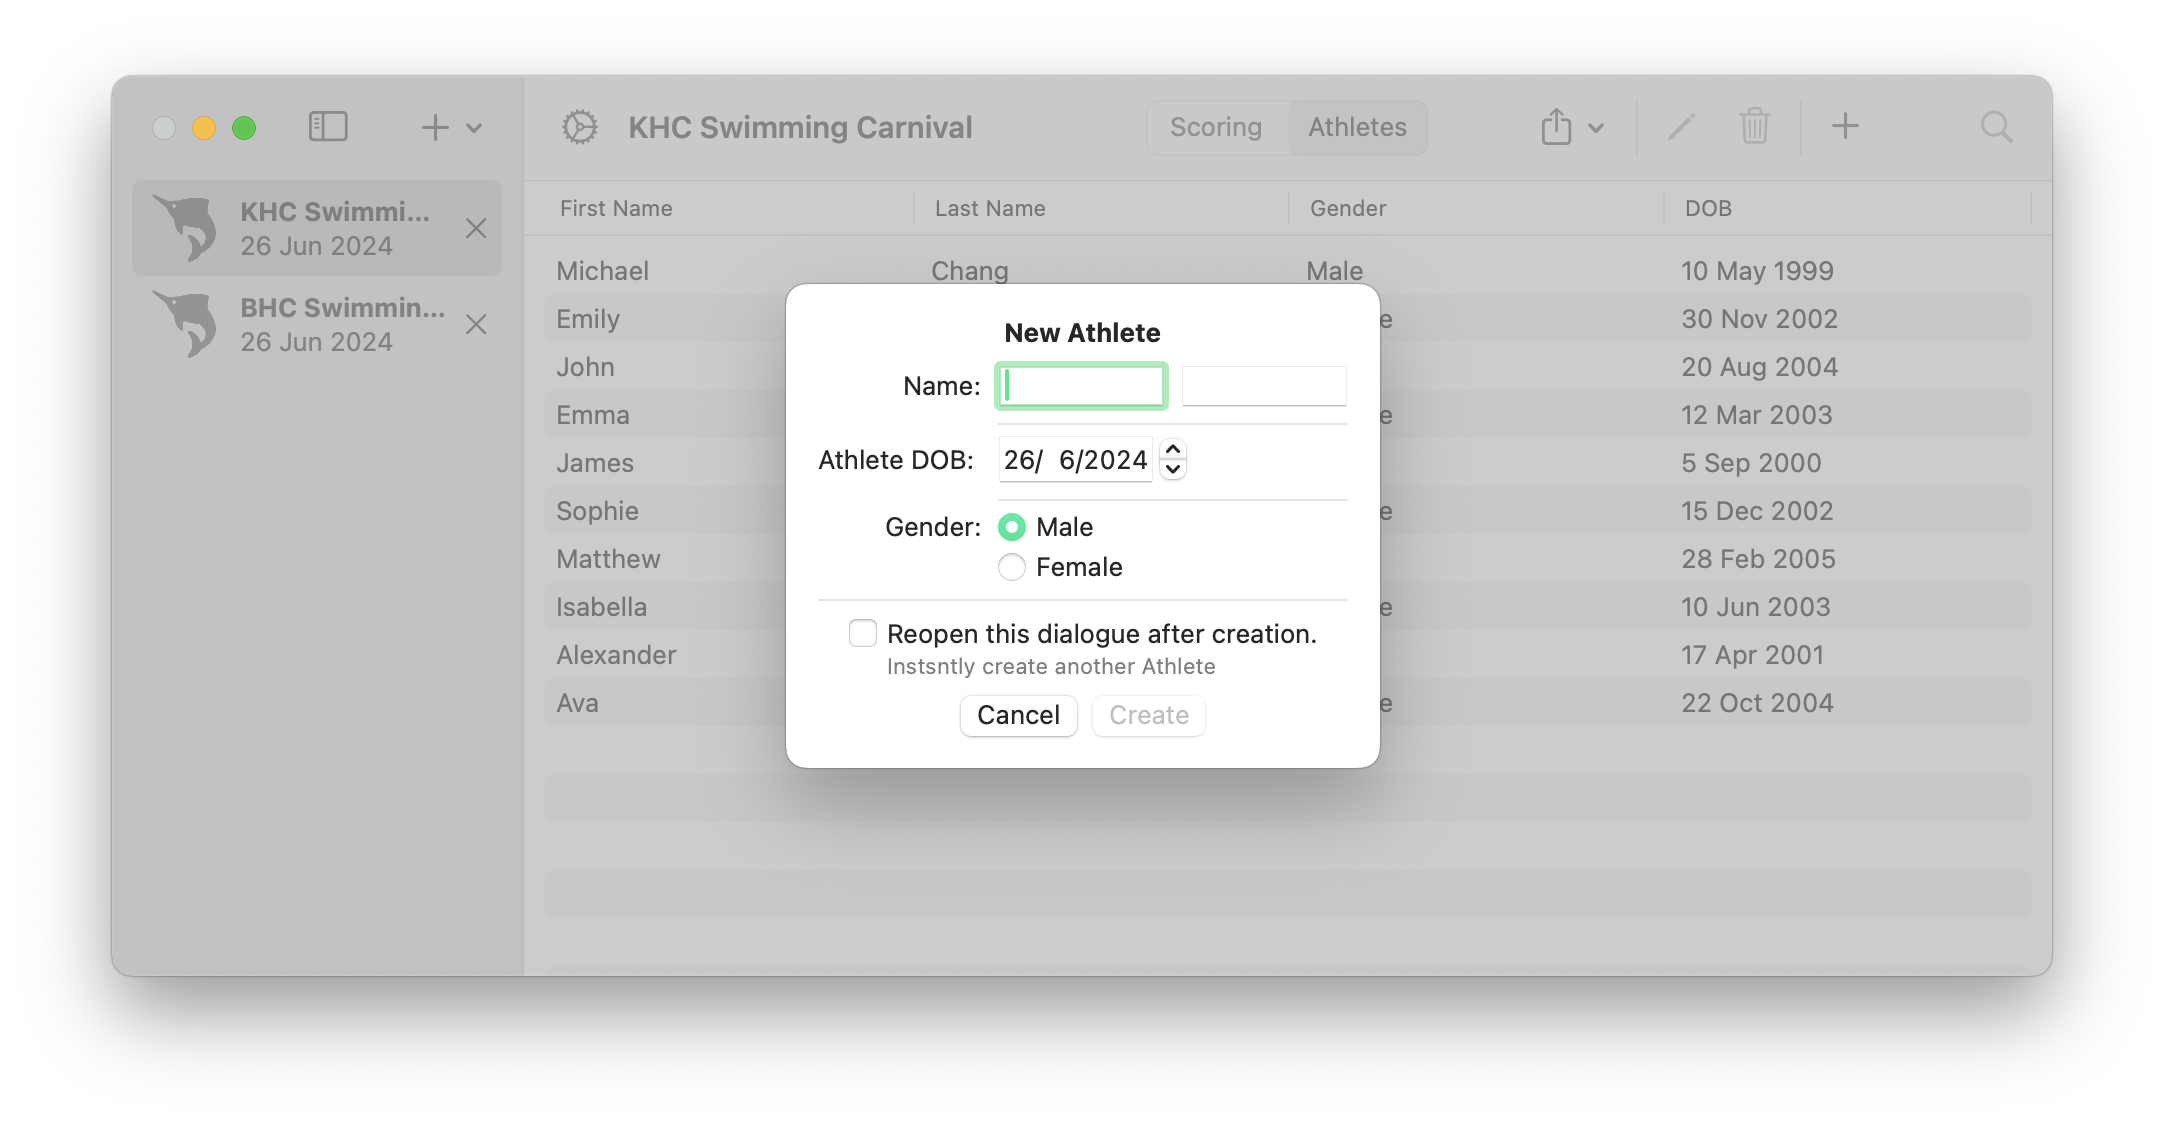 KHC Swimming Carnival
Scoring
Athletes
KHC Swimmi...
26 Jun 2024
BHC Swimmin...
26 Jun 2024
First Name Last Name Gender DOB
Michael Chang Male 10 May 1999
Emily e 30 Nov 2002
John 20 Aug 2004
Emma e 12 Mar 2003
James 5 Sep 2000
Sophie e 15 Dec 2002
Matthew 28 Feb 2005
Isabella e 10 Jun 2003
Alexander 17 Apr 2001
Ava e 22 Oct 2004
New Athlete
Name:
Athlete DOB: 26/ 6/2024
Gender: Male
Female
Reopen this dialogue after creation.
Instsntly create another Athlete
Cancel Create